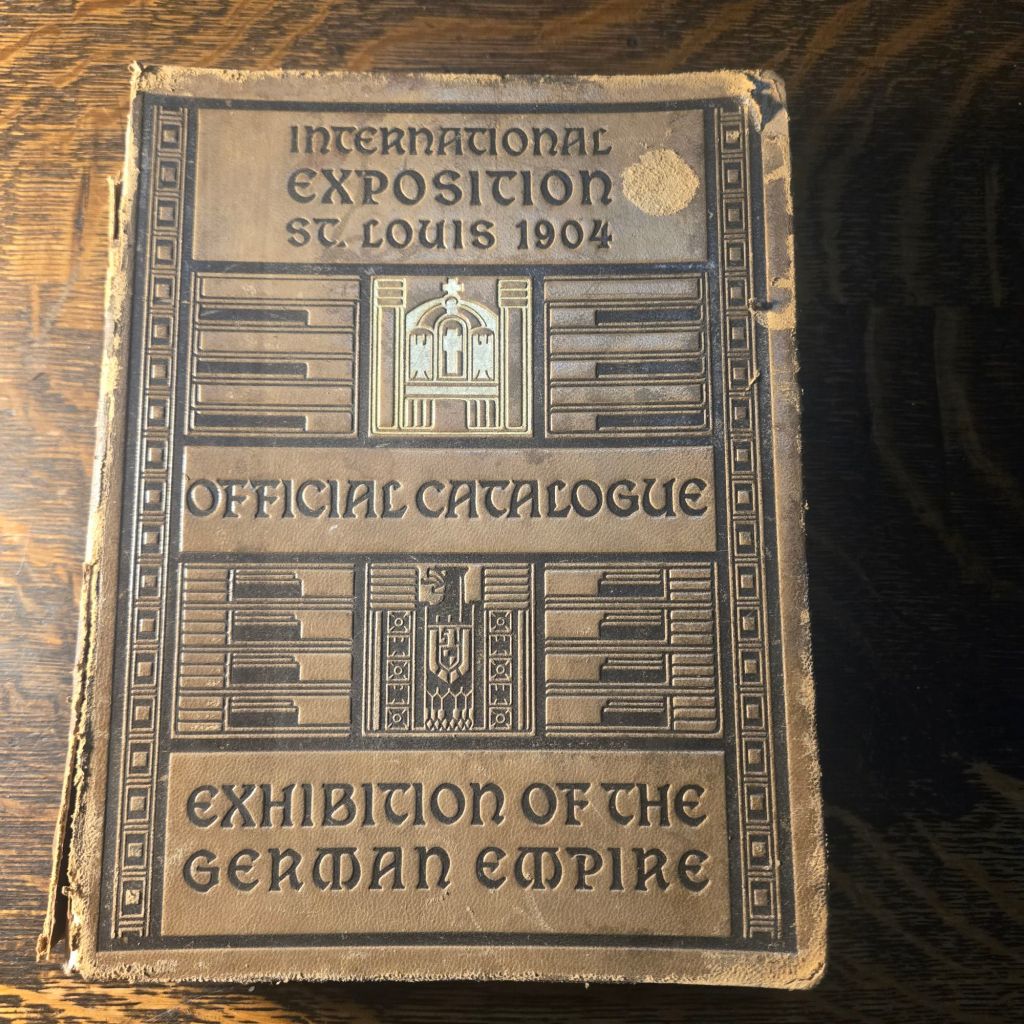 INTERNATIONAL
EXPOSITION
ST. LOUIS 1904
OFFICIAL CATALOGUE
EXHIBITION OF THE
GERMAN EMPIRE